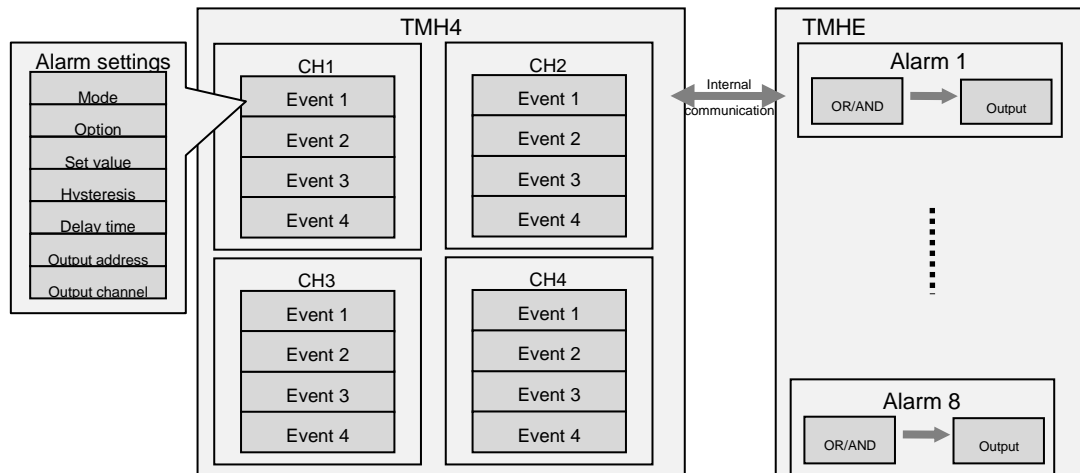 TMH4
TMHE
Alarm settings
Mode
Option
Set value
Hysteresis
Delay time
Output address
Output channel
CH1
Event 1
Event 2
Event 3
Event 4
CH2
Event 1
Event 2
Event 3
Event 4
CH3
Event 1
Event 2
Event 3
Event 4
CH4
Event 1
Event 2
Event 3
Event 4
Internal
communication
Alarm 1
OR/AND
Output
Alarm 8
OR/AND
Output